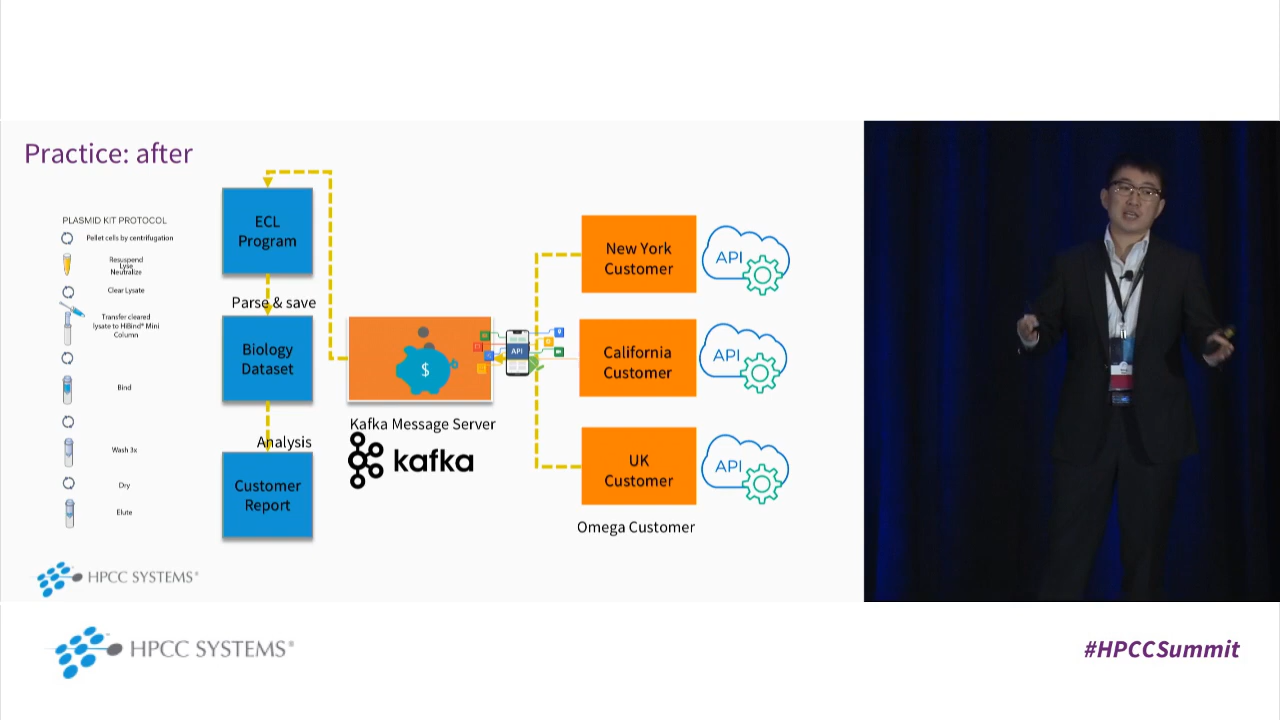 Practice: after
PLASMID KIT PROTOCOL
Pellet cells by centrifugation
Resuspend
Lyse
Neutralize
Clear Lysate
Transfer cleared
lysate to HiBind® Mini
Column
Bind
Wash 3x
Dry
Elute
ECL
Program
Parse & save
Biology
Dataset
Analysis
Customer
Report
$
API
Kafka Message Server
kafka
New York
Customer
API
California
Customer
API
UK
Customer
API
Omega Customer
HPCC SYSTEMS®
HPCC SYSTEMS®
#HPCCSummit